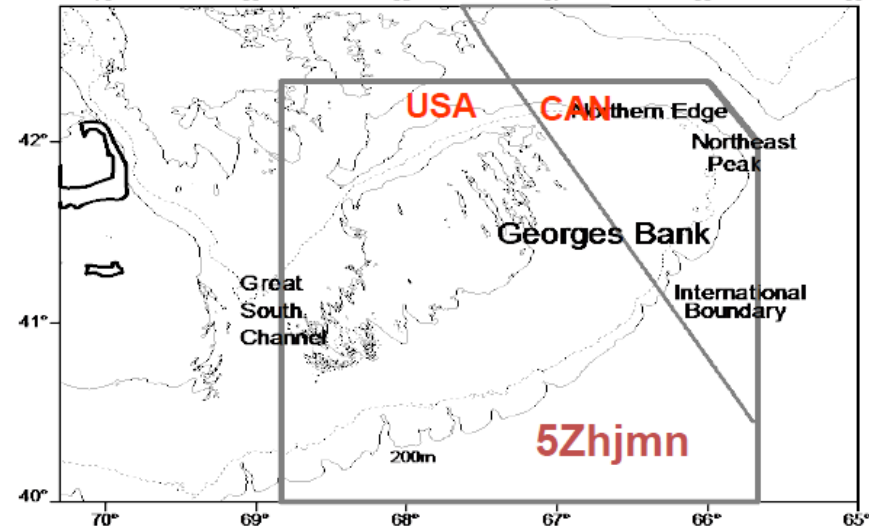 USA
CAN
Northern Edge
42°
Northeast
Peak
Georges Bank
Great
South
Channel
International
Boundary
41°
5Zhjmn
200m
40°
70° 69° 68° 67° 66° 65°